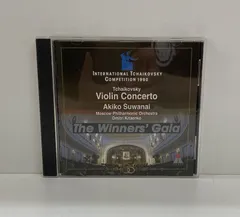 INTERNATIONAL TCHAIKOVSKY
COMPETITION 1990
Tchaikovsky
Violin Concerto
Akiko Suwanai
Moscow Philharmonic Orchestra
Dmitri Kitaenko
The Winners' Gala